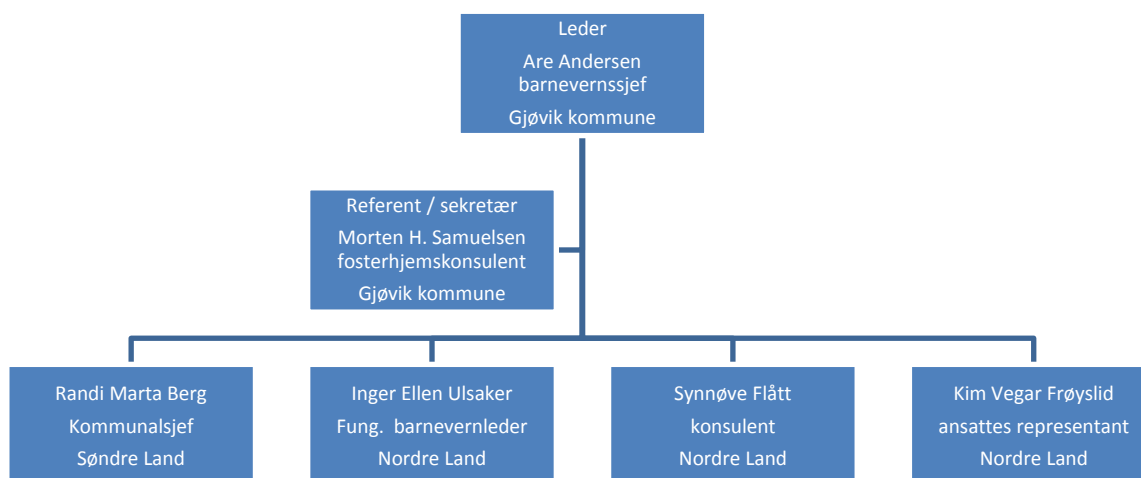 Leder
Are Andersen
barnevernssjef
Gjøvik kommune
Referent / sekretær
Morten H. Samuelsen
fosterhjemskonsulent
Gjøvik kommune
Randi Marta Berg
Kommunalsjef
Søndre Land
Inger Ellen Ulsaker
Fung. barnevernleder
Nordre Land
Synnøve Flått
konsulent
Nordre Land
Kim Vegar Frøyslid
ansattes representant
Nordre Land